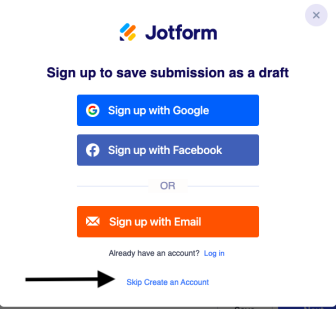 Jotform
Sign up to save submission as a draft
Sign up with Google
Sign up with Facebook
OR
Sign up with Email
Already have an account? Log in
Skip Create an Account